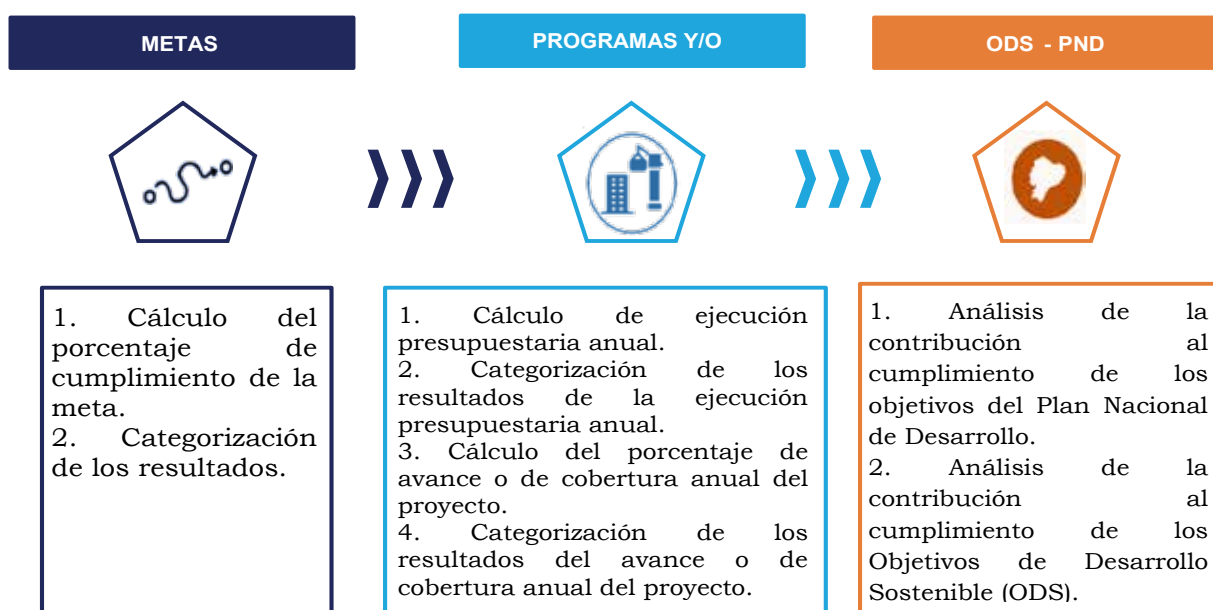 METAS
PROGRAMAS Y/O
ODS - PND
1. Cálculo del
porcentaje de
cumplimiento de la
meta.
2. Categorización
de los resultados.
1. Cálculo de ejecución
presupuestaria anual.
2. Categorización de los
resultados de la ejecución
presupuestaria anual.
3. Cálculo del porcentaje de
avance o de cobertura anual del
proyecto.
4. Categorización de los
resultados del avance o de
cobertura anual del proyecto.
1. Análisis de la
contribución al
cumplimiento de los
objetivos del Plan Nacional
de Desarrollo.
2. Análisis de la
contribución al
cumplimiento de los
Objetivos de Desarrollo
Sostenible (ODS).